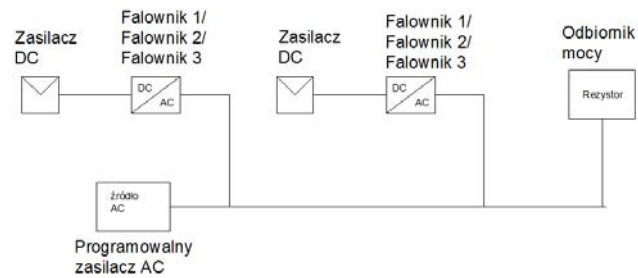 Zasilacz
DC
Falownik 1/
Falownik 2/
Falownik 3
DC
AC
Zasilacz
DC
Falownik 1/
Falownik 2/
Falownik 3
DC
AC
Odbiornik
mocy
Rezystor
źródło
AC
Programowalny
zasilacz AC